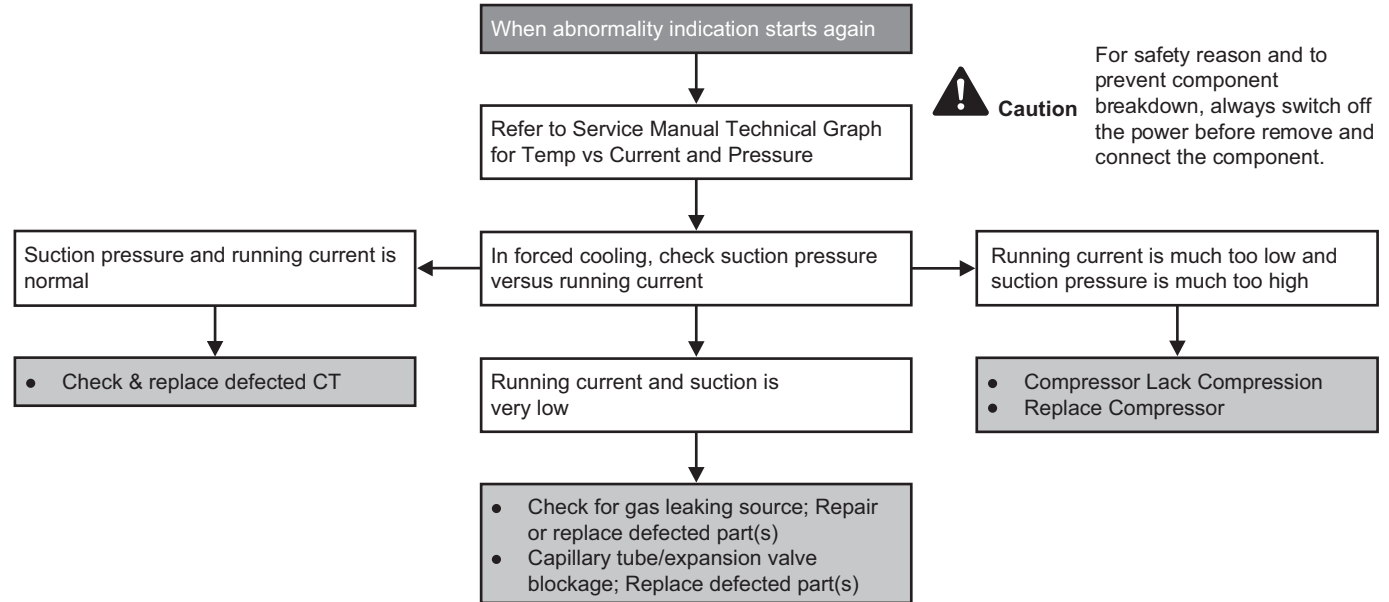 When abnormality indication starts again
Caution
For safety reason and to
prevent component
breakdown, always switch off
the power before remove and
connect the component.
Refer to Service Manual Technical Graph
for Temp vs Current and Pressure
Suction pressure and running current is
normal
In forced cooling, check suction pressure
versus running current
Running current is much too low and
suction pressure is much too high
● Check & replace defected CT
Running current and suction is
very low
● Compressor Lack Compression
● Replace Compressor
● Check for gas leaking source; Repair
or replace defected part(s)
● Capillary tube/expansion valve
blockage; Replace defected part(s)